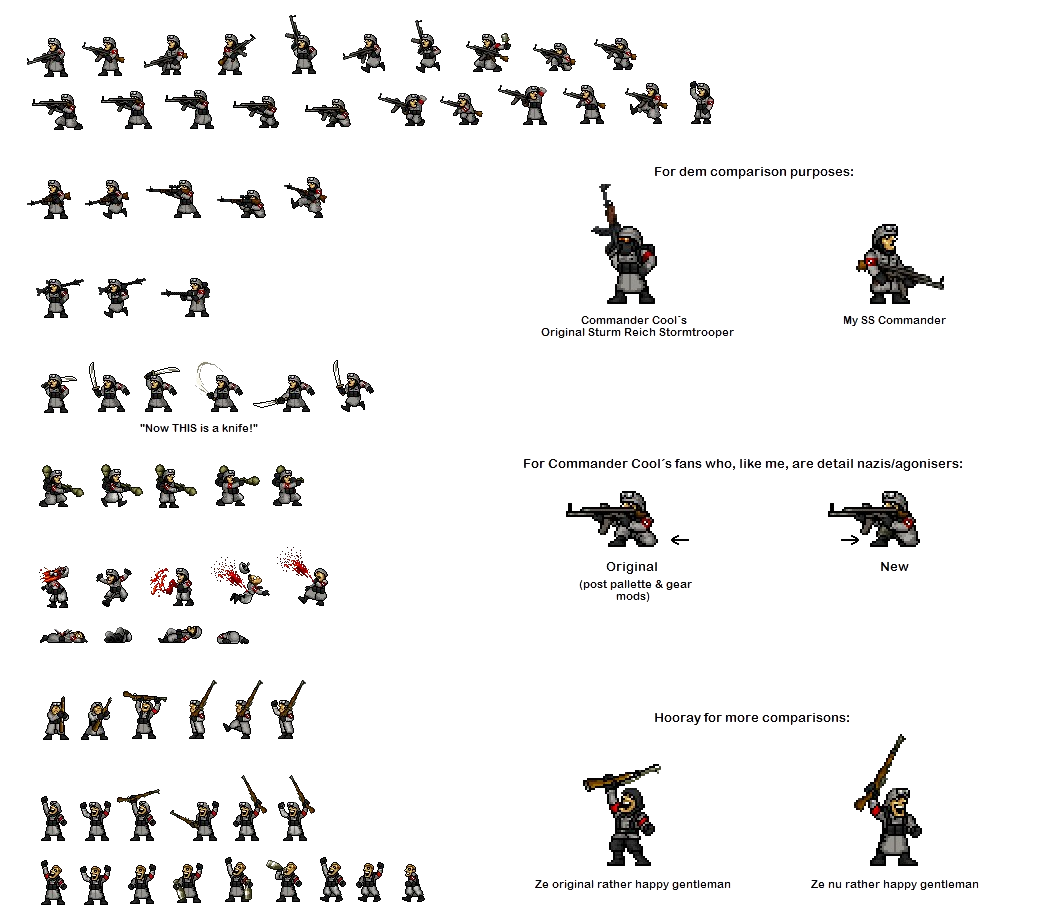 For dem comparison purposes:
Commander Cool´s
Original Sturm Reich Stormtrooper
My SS Commander
"Now THIS is a knife!"
For Commander Cool´s fans who, like me, are detail nazis/agonisers:
Original
(post pallette & gear
mods)
New
Hooray for more comparisons:
Ze original rather happy gentleman
Ze nu rather happy gentleman